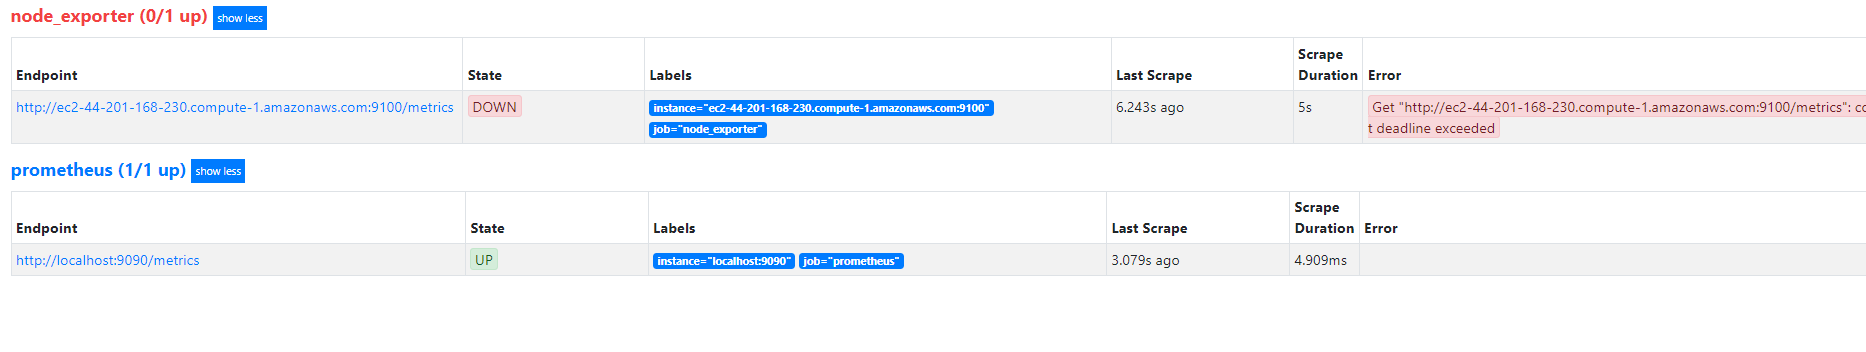 node_exporter (0/1 up) show less
Endpoint State Labels Last Scrape Scrape Duration Error
http://ec2-44-201-168-230.compute-1.amazonaws.com:9100/metrics DOWN instance="ec2-44-201-168-230.compute-1.amazonaws.com:9100" 6.243s ago 5s Get "http://ec2-44-201-168-230.compute-1.amazonaws.com:9100/metrics": co
job="node_exporter" t deadline exceeded
prometheus (1/1 up) show less
Endpoint State Labels Last Scrape Scrape Duration Error
http://localhost:9090/metrics UP instance="localhost:9090" job="prometheus" 3.079s ago 4.909ms